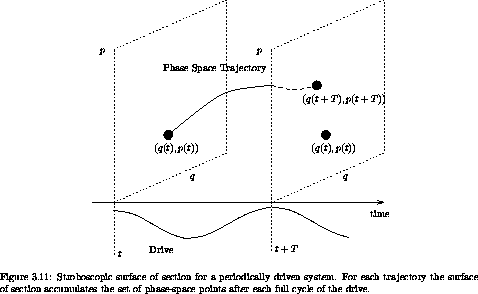 p
p
Phase Space Trajectory
(q(t+T),p(t+T))
(q(t),p(t))
(q(t),p(t))
q
q
time
Drive
t
t+T
Figure 3.11: Stroboscopic surface of section for a periodically driven system. For each trajectory the surface
of section accumulates the set of phase-space points after each full cycle of the drive.